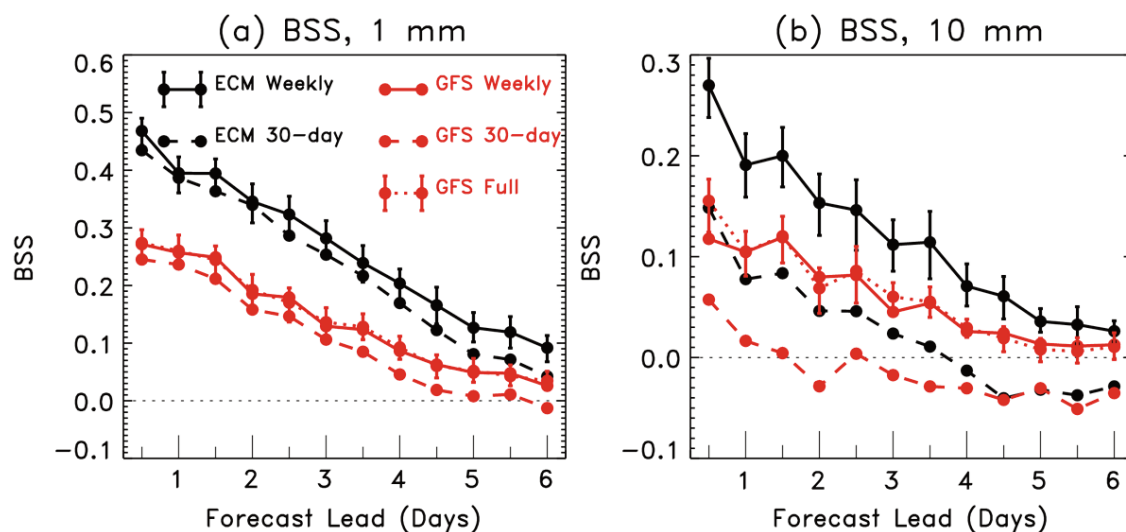 (a) BSS, 1 mm
0.6
0.5
0.4
0.3
0.2
0.1
0.0
−0.1
BSS
ECM Weekly
GFS Weekly
ECM 30−day
GFS 30−day
GFS Full
1 2 3 4 5 6
Forecast Lead (Days)
(b) BSS, 10 mm
0.3
0.2
0.1
0.0
−0.1
BSS
1 2 3 4 5 6
Forecast Lead (Days)